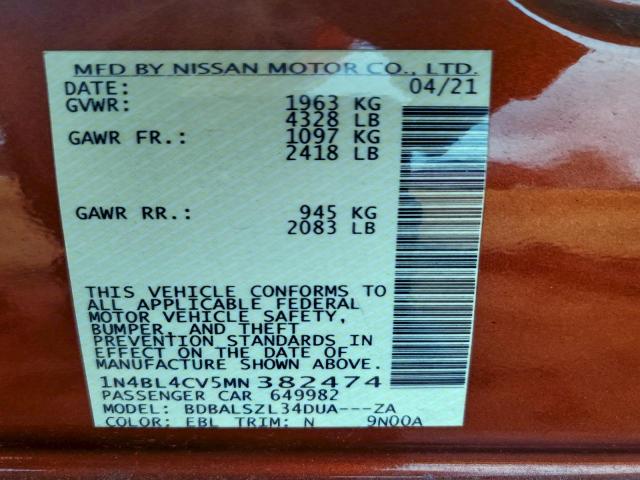 MFD BY NISSAN MOTOR CO., LTD.
DATE: 04/21
GVWR: 1963 KG
4328 LB
GAWR FR.: 1097 KG
2418 LB
GAWR RR.: 945 KG
2083 LB
THIS VEHICLE CONFORMS TO
ALL APPLICABLE FEDERAL
MOTOR VEHICLE SAFETY,
BUMPER, AND THEFT
PREVENTION STANDARDS IN
EFFECT ON THE DATE OF
MANUFACTURE SHOWN ABOVE.
1N4BL4CV5MN382474
PASSENGER CAR 649982
MODEL: BDBALSZL34DUA---ZA
COLOR: EBL TRIM: N 9N00A